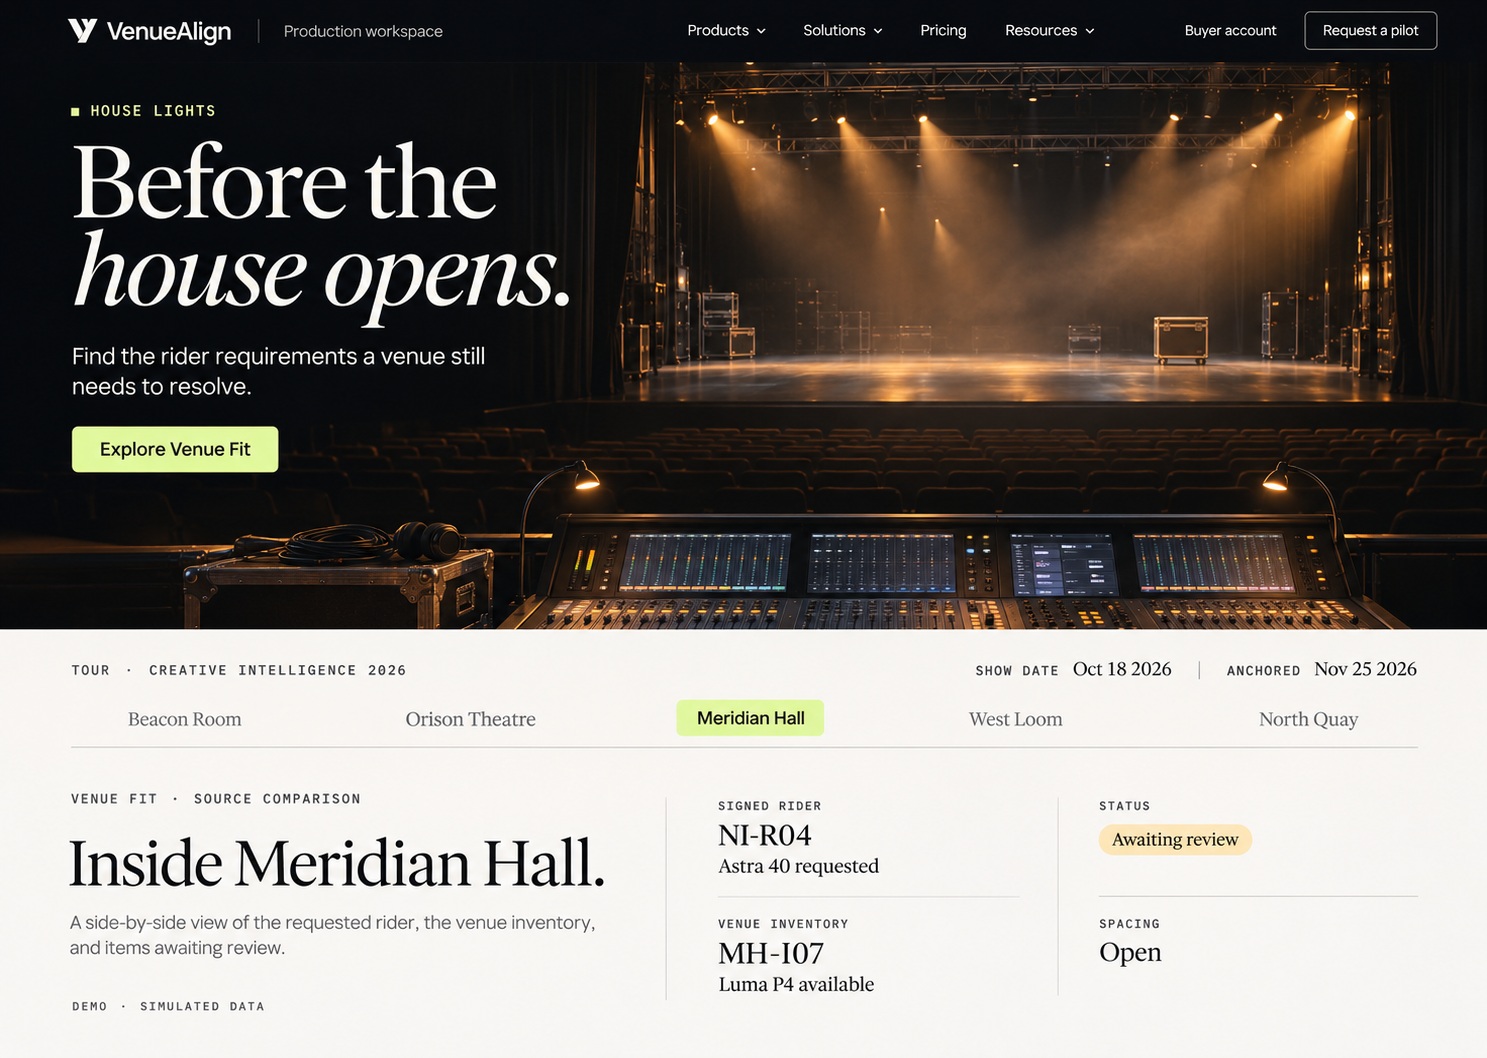 VenueAlign
Production workspace
Products
Solutions
Pricing
Resources
Buyer account
Request a pilot
HOUSE LIGHTS
Before the
house opens.
Find the rider requirements a venue still
needs to resolve.
Explore Venue Fit
TOUR · CREATIVE INTELLIGENCE 2026
SHOW DATE Oct 18 2026
ANCHORED Nov 25 2026
Beacon Room
Orison Theatre
Meridian Hall
West Loom
North Quay
VENUE FIT · SOURCE COMPARISON
Inside Meridian Hall.
A side-by-side view of the requested rider, the venue inventory,
and items awaiting review.
DEMO · SIMULATED DATA
SIGNED RIDER
NI-R04
Astra 40 requested
VENUE INVENTORY
MH-I07
Luma P4 available
STATUS
Awaiting review
SPACING
Open